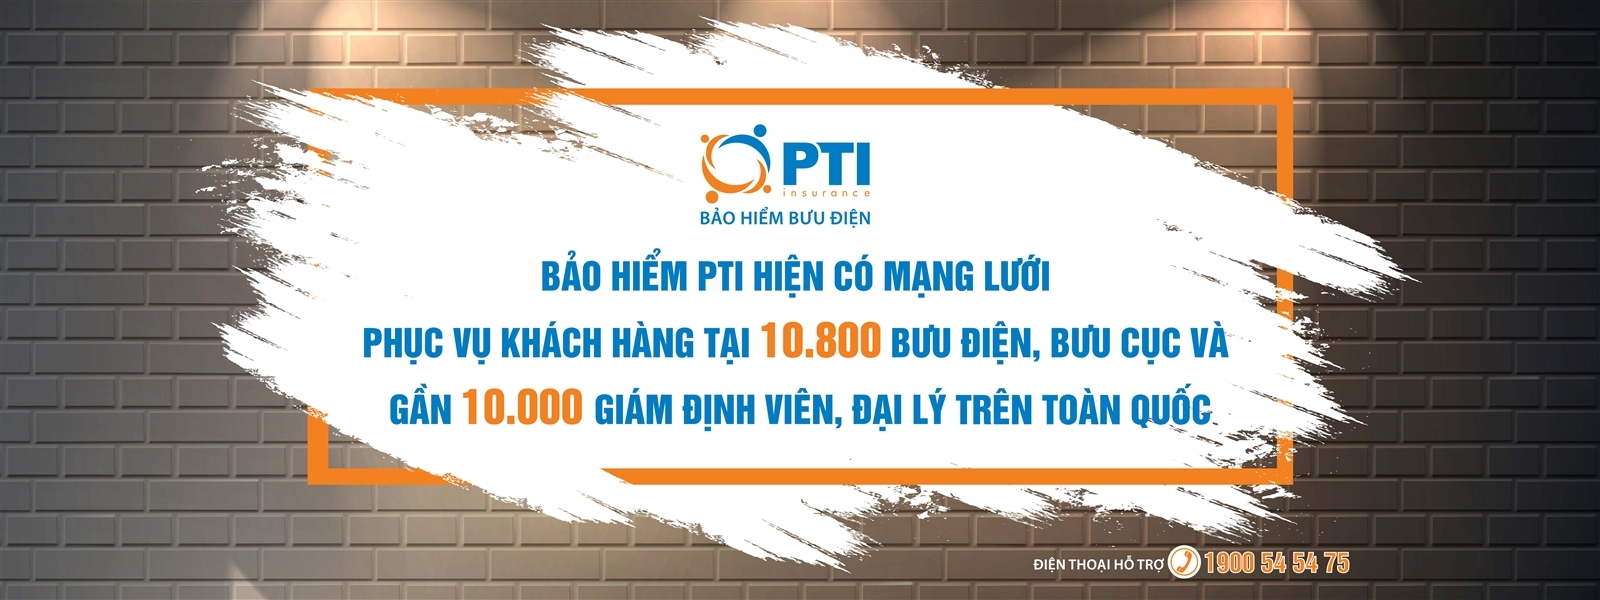 PTI
insurance
BẢO HIỂM BƯU ĐIỆN
BẢO HIỂM PTI HIỆN CÓ MẠNG LƯỚI
PHỤC VỤ KHÁCH HÀNG TẠI 10.800 BƯU ĐIỆN, BƯU CỤC VÀ
GẦN 10.000 GIÁM ĐỊNH VIÊN, ĐẠI LÝ TRÊN TOÀN QUỐC
ĐIỆN THOẠI HỖ TRỢ 1900 54 54 75